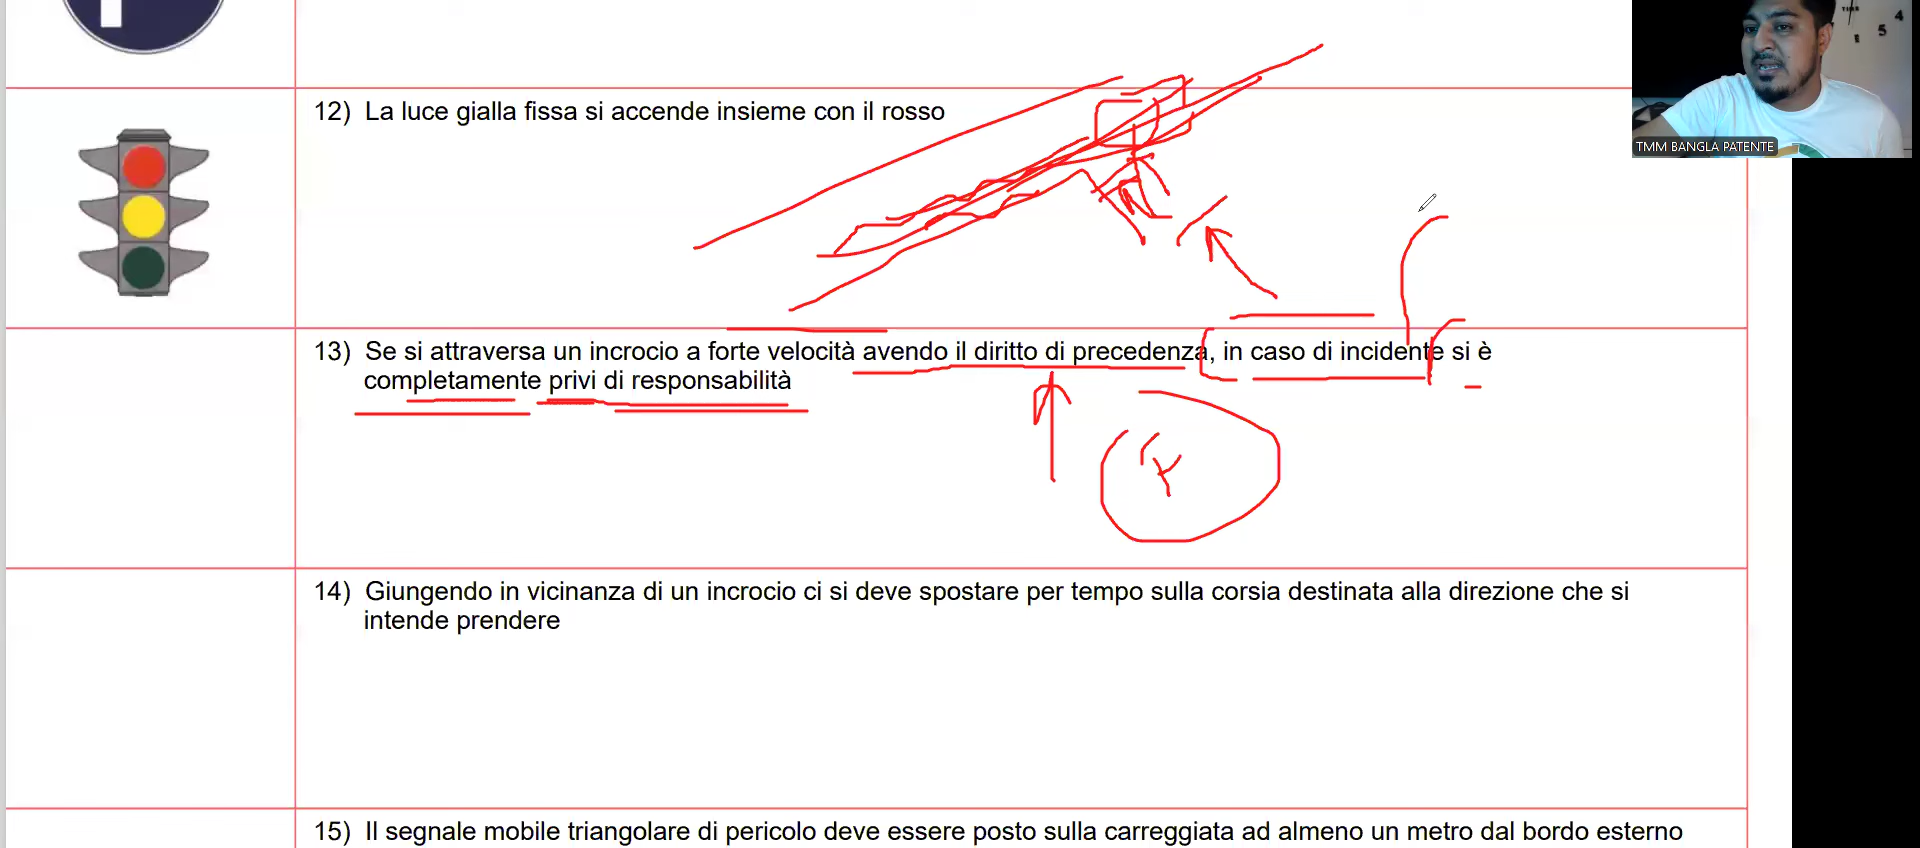 TIME
4
5
TMM BANGLA PATENTE
12) La luce gialla fissa si accende insieme con il rosso
13) Se si attraversa un incrocio a forte velocità avendo il diritto di precedenza, in caso di incidente si è
completamente privi di responsabilità
14) Giungendo in vicinanza di un incrocio ci si deve spostare per tempo sulla corsia destinata alla direzione che si
intende prendere
15) Il segnale mobile triangolare di pericolo deve essere posto sulla carreggiata ad almeno un metro dal bordo esterno